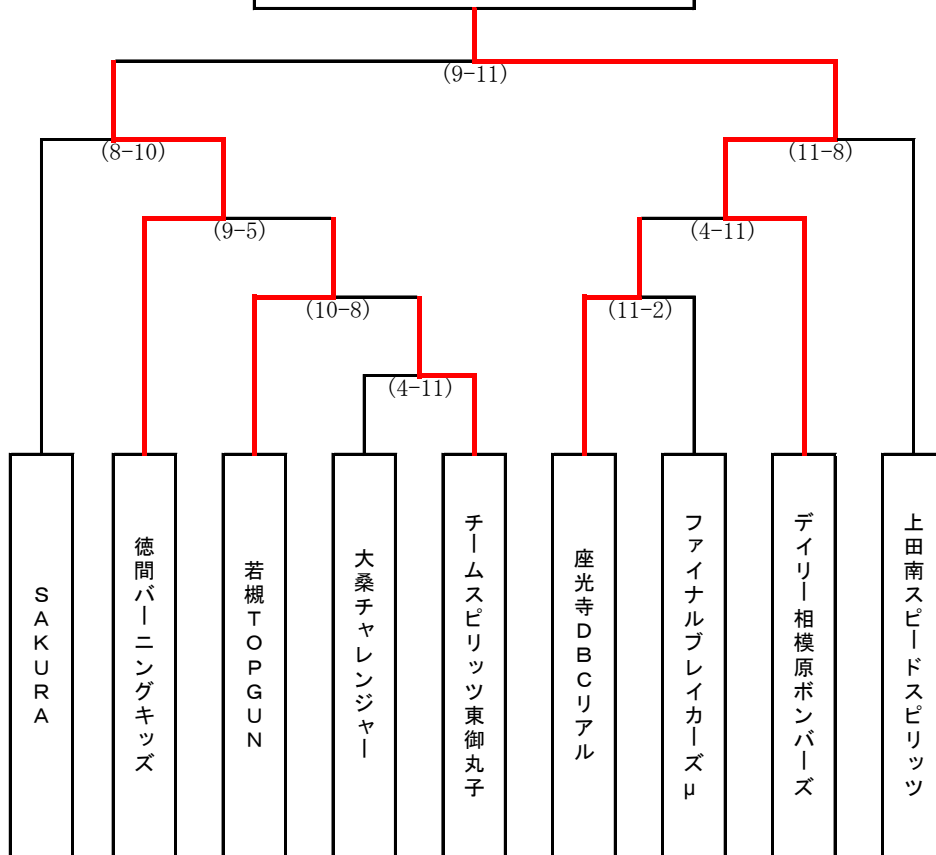 (9-11)
(8-10)
(11-8)
(9-5)
(4-11)
(10-8)
(11-2)
(4-11)
SAKURA
徳間バーニングキッズ
若槻TOPGUN
大桑チャレンジャー
チームスピリッツ東御丸子
座光寺DBCリアル
ファイナルブレイカーズμ
デイリー相模原ボンバーズ
上田南スピードスピリッツ